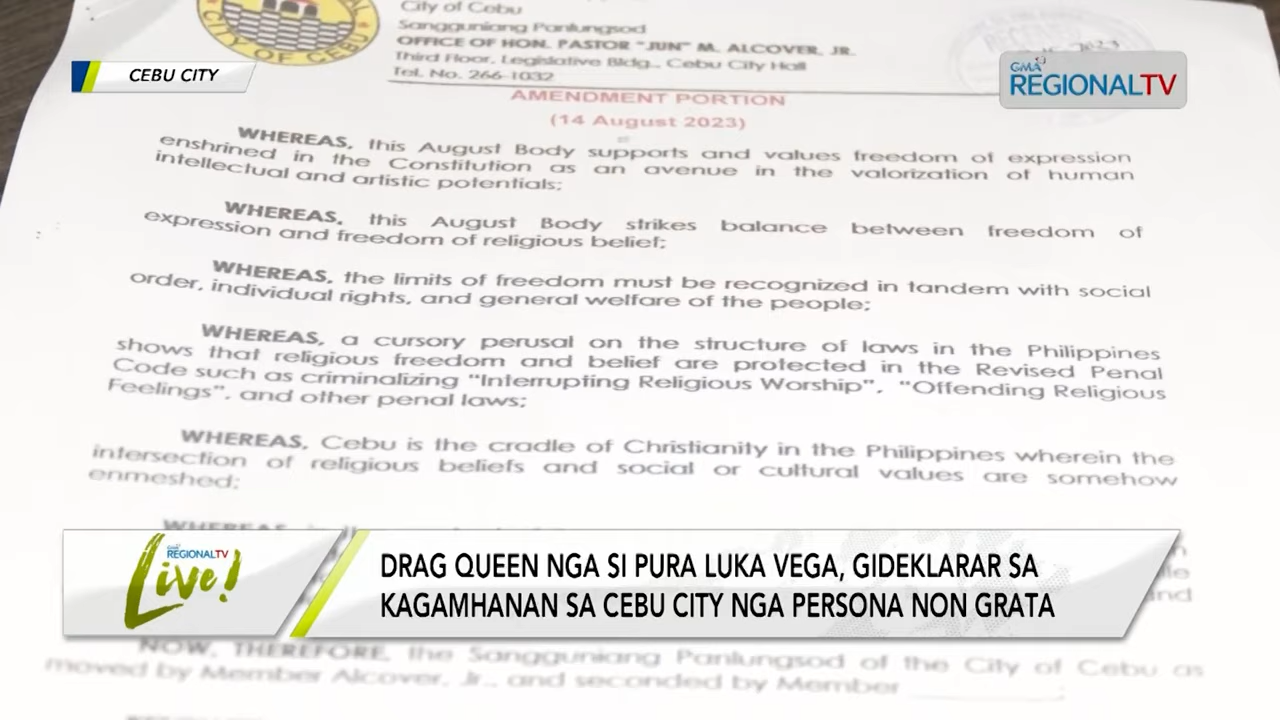 City of Cebu
Sangguniang Panlungsod
OFFICE OF HON. PASTOR "JUN" M. ALCOVER, JR.
Third Floor, Legislative Bldg., Cebu City Hall
Tel. No. 266-1032
CITY OF CEBU
CEBU CITY
GMA
REGIONALTV
AMENDMENT PORTION
(14 August 2023)
WHEREAS, this August Body supports and values freedom of expression
enshrined in the Constitution as an avenue in the valorization of human
intellectual and artistic potentials;
WHEREAS, this August Body strikes balance between freedom of
expression and freedom of religious belief;
WHEREAS, the limits of freedom must be recognized in tandem with social
order, individual rights, and general welfare of the people;
WHEREAS, a cursory perusal on the structure of laws in the Philippines
shows that religious freedom and belief are protected in the Revised Penal
Code such as criminalizing "Interrupting Religious Worship", "Offending Religious
Feelings", and other penal laws;
WHEREAS, Cebu is the cradle of Christianity in the Philippines wherein the
intersection of religious beliefs and social or cultural values are somehow
enmeshed;
WHEREAS
GMA
REGIONALTV
Live!
DRAG QUEEN NGA SI PURA LUKA VEGA, GIDEKLARAR SA
KAGAMHANAN SA CEBU CITY NGA PERSONA NON GRATA
NOW, THEREFORE, the Sangguniang Panlungsod of the City of Cebu as
moved by Member Alcover, Jr., and seconded by Member